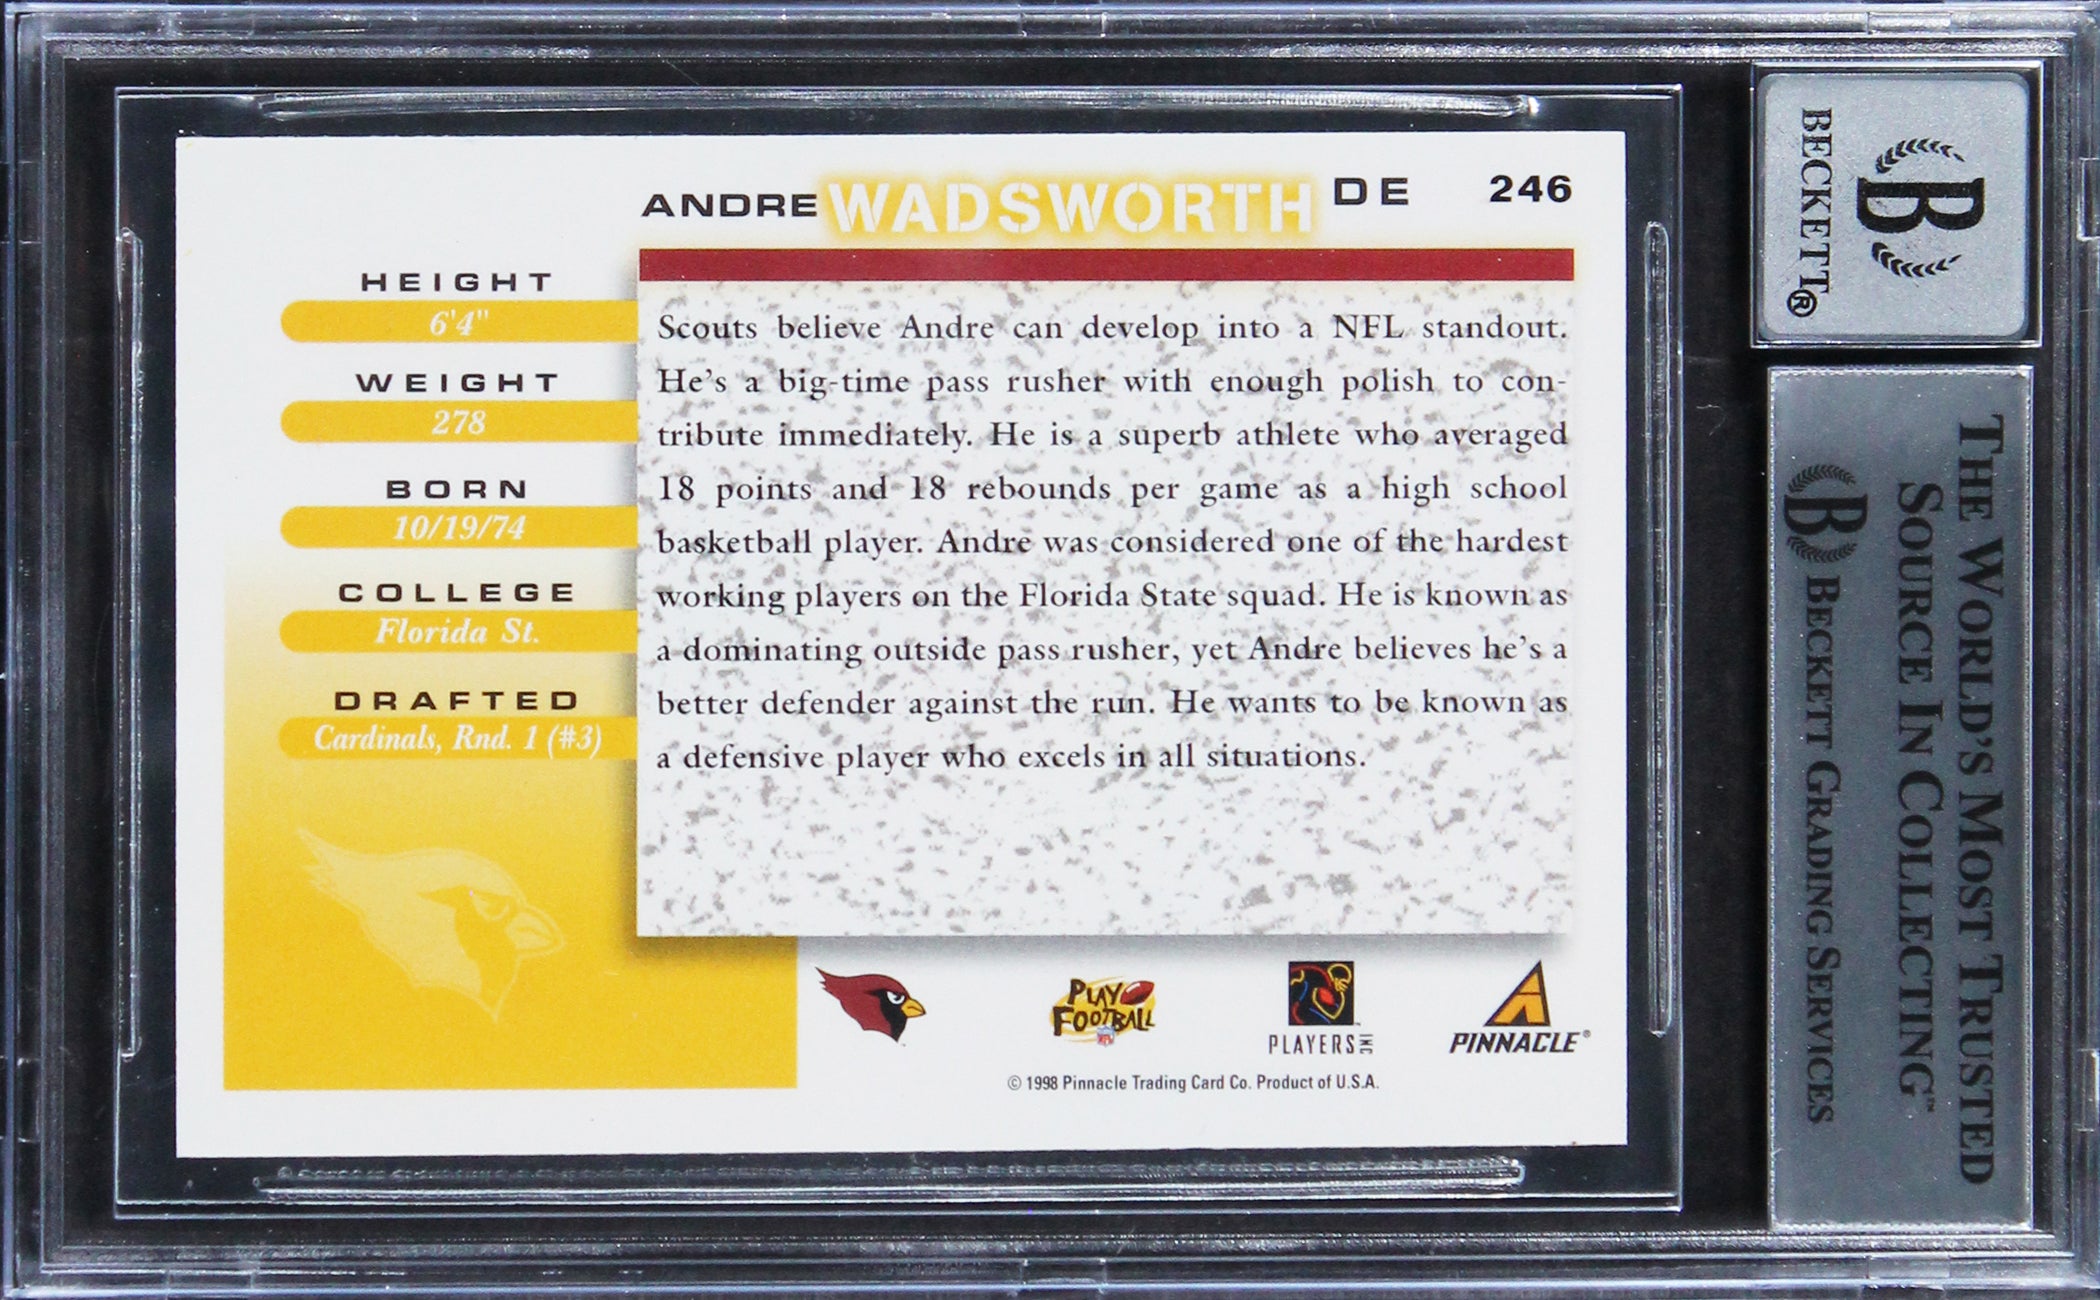 ANDRE WADSWORTH DE 246
HEIGHT
6'4"
WEIGHT
278
BORN
10/19/74
COLLEGE
Florida St.
DRAFTED
Cardinals, Rnd. 1 (#3)
Scouts believe Andre can develop into a NFL standout.
He's a big-time pass rusher with enough polish to con-
tribute immediately. He is a superb athlete who averaged
18 points and 18 rebounds per game as a high school
basketball player. Andre was considered one of the hardest
working players on the Florida State squad. He is known as
a dominating outside pass rusher, yet Andre believes he's a
better defender against the run. He wants to be known as
a defensive player who excels in all situations.
PLAY
FOOTBALL
NFL
PLAYERS INC
PINNACLE®
© 1998 Pinnacle Trading Card Co. Product of U.S.A.
B
BECKETT®
THE WORLD'S MOST TRUSTED
SOURCE IN COLLECTING™
B BECKETT GRADING SERVICES